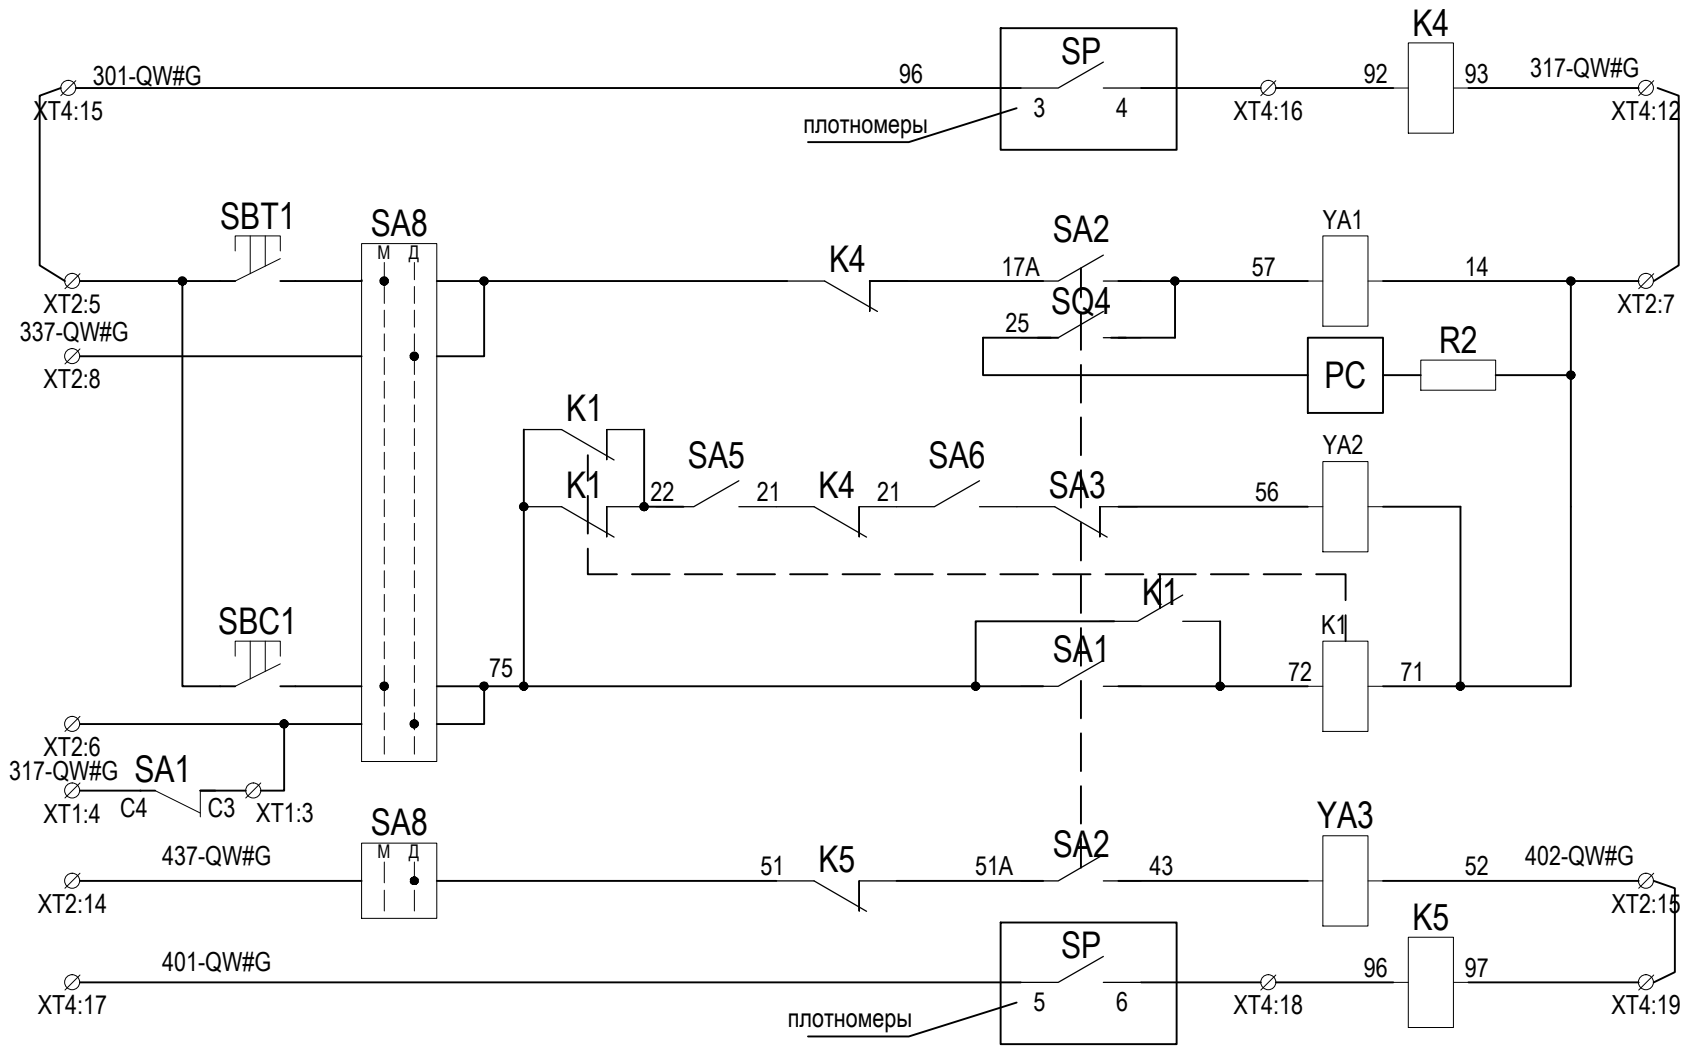 K4
SP
301-QW#G
96
92
93
317-QW#G
XT4:15
3
4
XT4:16
XT4:12
плотномеры
SBT1
SA8
SA2
YA1
М Д
K4
17A
57
14
XT2:5
SQ4
XT2:7
337-QW#G
25
R2
XT2:8
PC
K1
YA2
SA5
SA6
K1
22
21
K4
21
SA3
56
K1
K1
SBC1
SA1
75
72
71
XT2:6
317-QW#G
SA1
XT1:4
C4
C3
XT1:3
SA8
YA3
М Д
437-QW#G
51
K5
51A
SA2
43
52
402-QW#G
XT2:14
XT2:15
K5
SP
401-QW#G
96
97
XT4:17
5
6
XT4:18
XT4:19
плотномеры